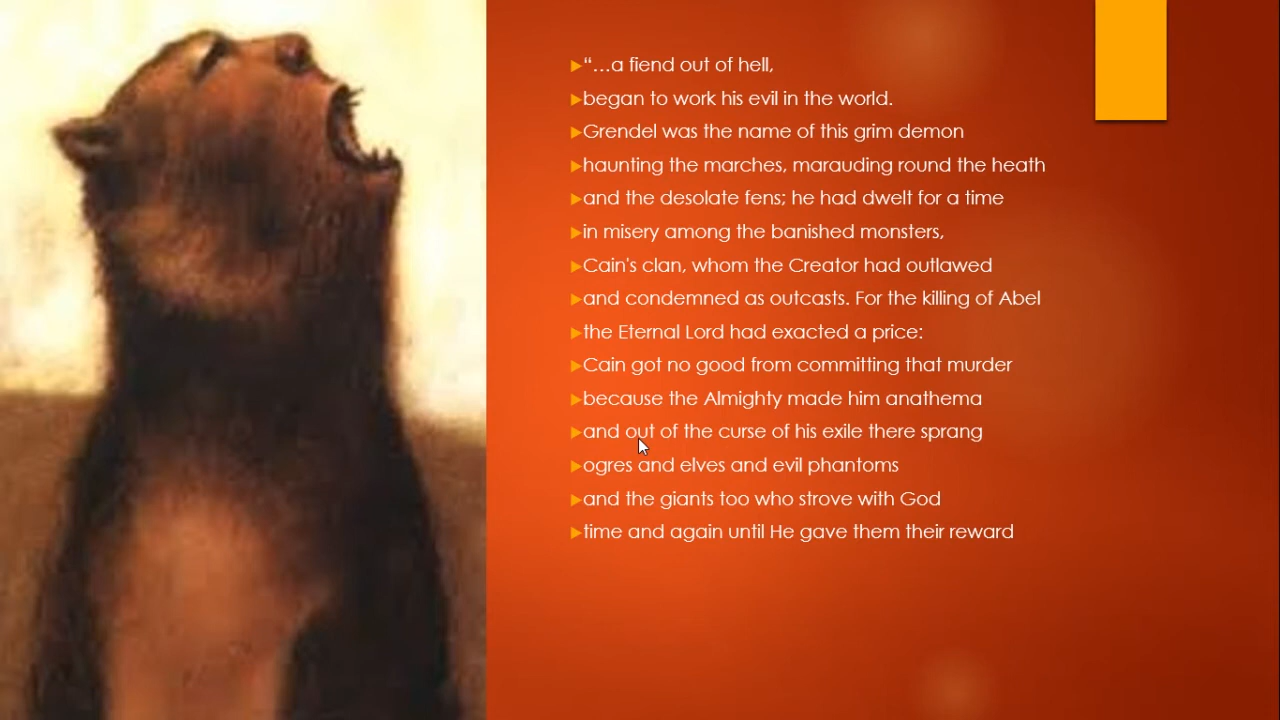 “…a fiend out of hell,
began to work his evil in the world.
Grendel was the name of this grim demon
haunting the marches, marauding round the heath
and the desolate fens; he had dwelt for a time
in misery among the banished monsters,
Cain's clan, whom the Creator had outlawed
and condemned as outcasts. For the killing of Abel
the Eternal Lord had exacted a price:
Cain got no good from committing that murder
because the Almighty made him anathema
and out of the curse of his exile there sprang
ogres and elves and evil phantoms
and the giants too who strove with God
time and again until He gave them their reward